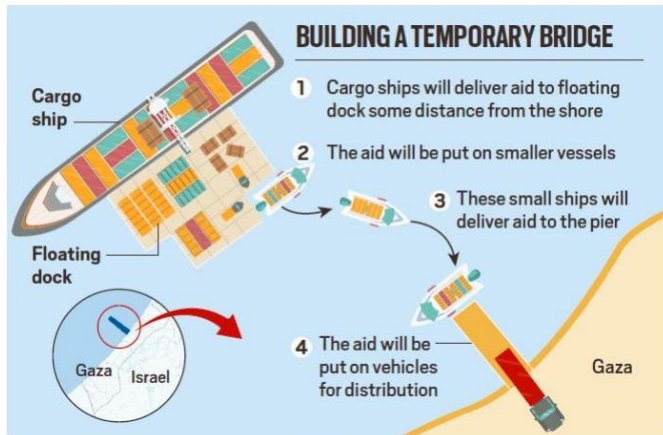 BUILDING A TEMPORARY BRIDGE
1 Cargo ships will deliver aid to floating
dock some distance from the shore
Cargo
ship
2 The aid will be put on smaller vessels
3 These small ships will
deliver aid to the pier
Floating
dock
4 The aid will be
put on vehicles
for distribution
Gaza
Israel
Gaza